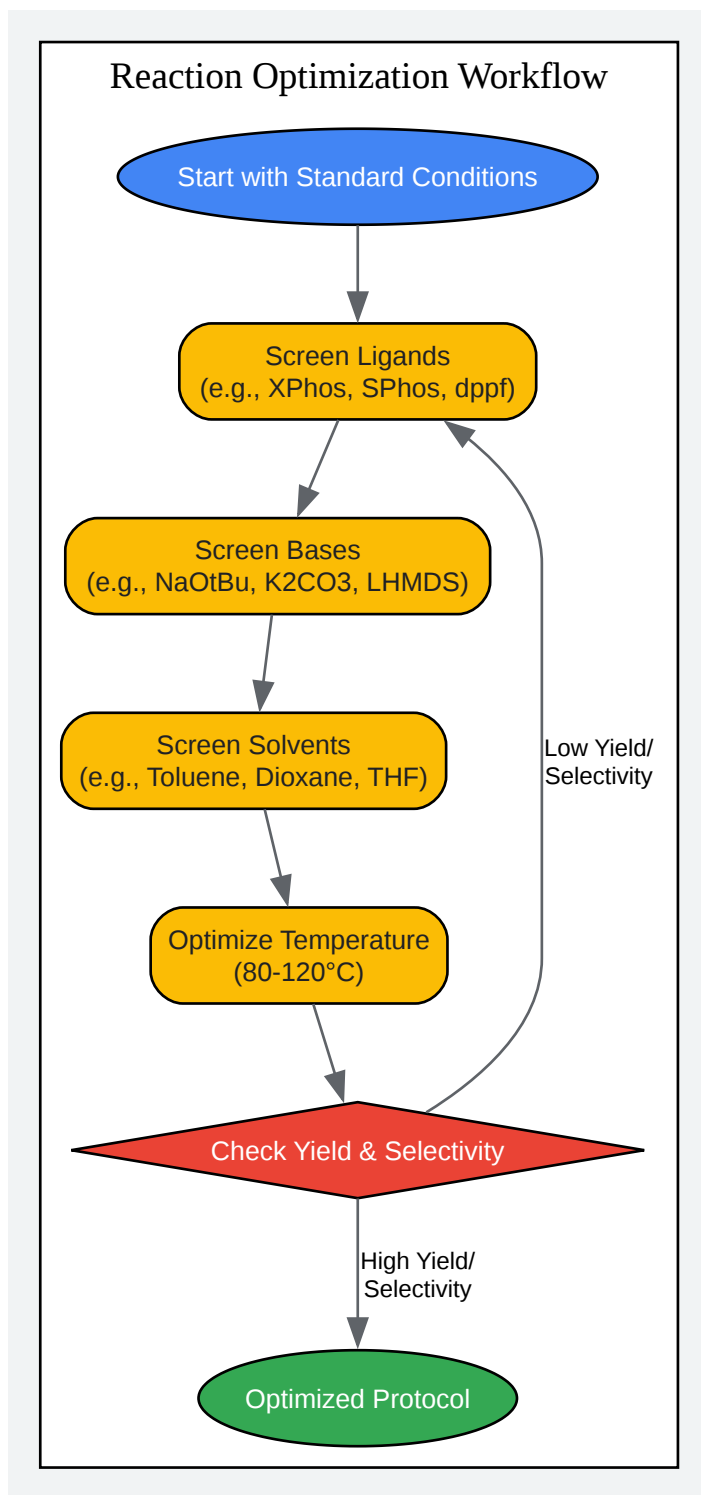 Reaction Optimization Workflow
Start with Standard Conditions
Screen Ligands
(e.g., XPhos, SPhos, dppf)
Screen Bases
(e.g., NaOtBu, K2CO3, LHMDS)
Screen Solvents
(e.g., Toluene, Dioxane, THF)
Low Yield/
Selectivity
Optimize Temperature
(80-120°C)
Check Yield & Selectivity
High Yield/
Selectivity
Optimized Protocol